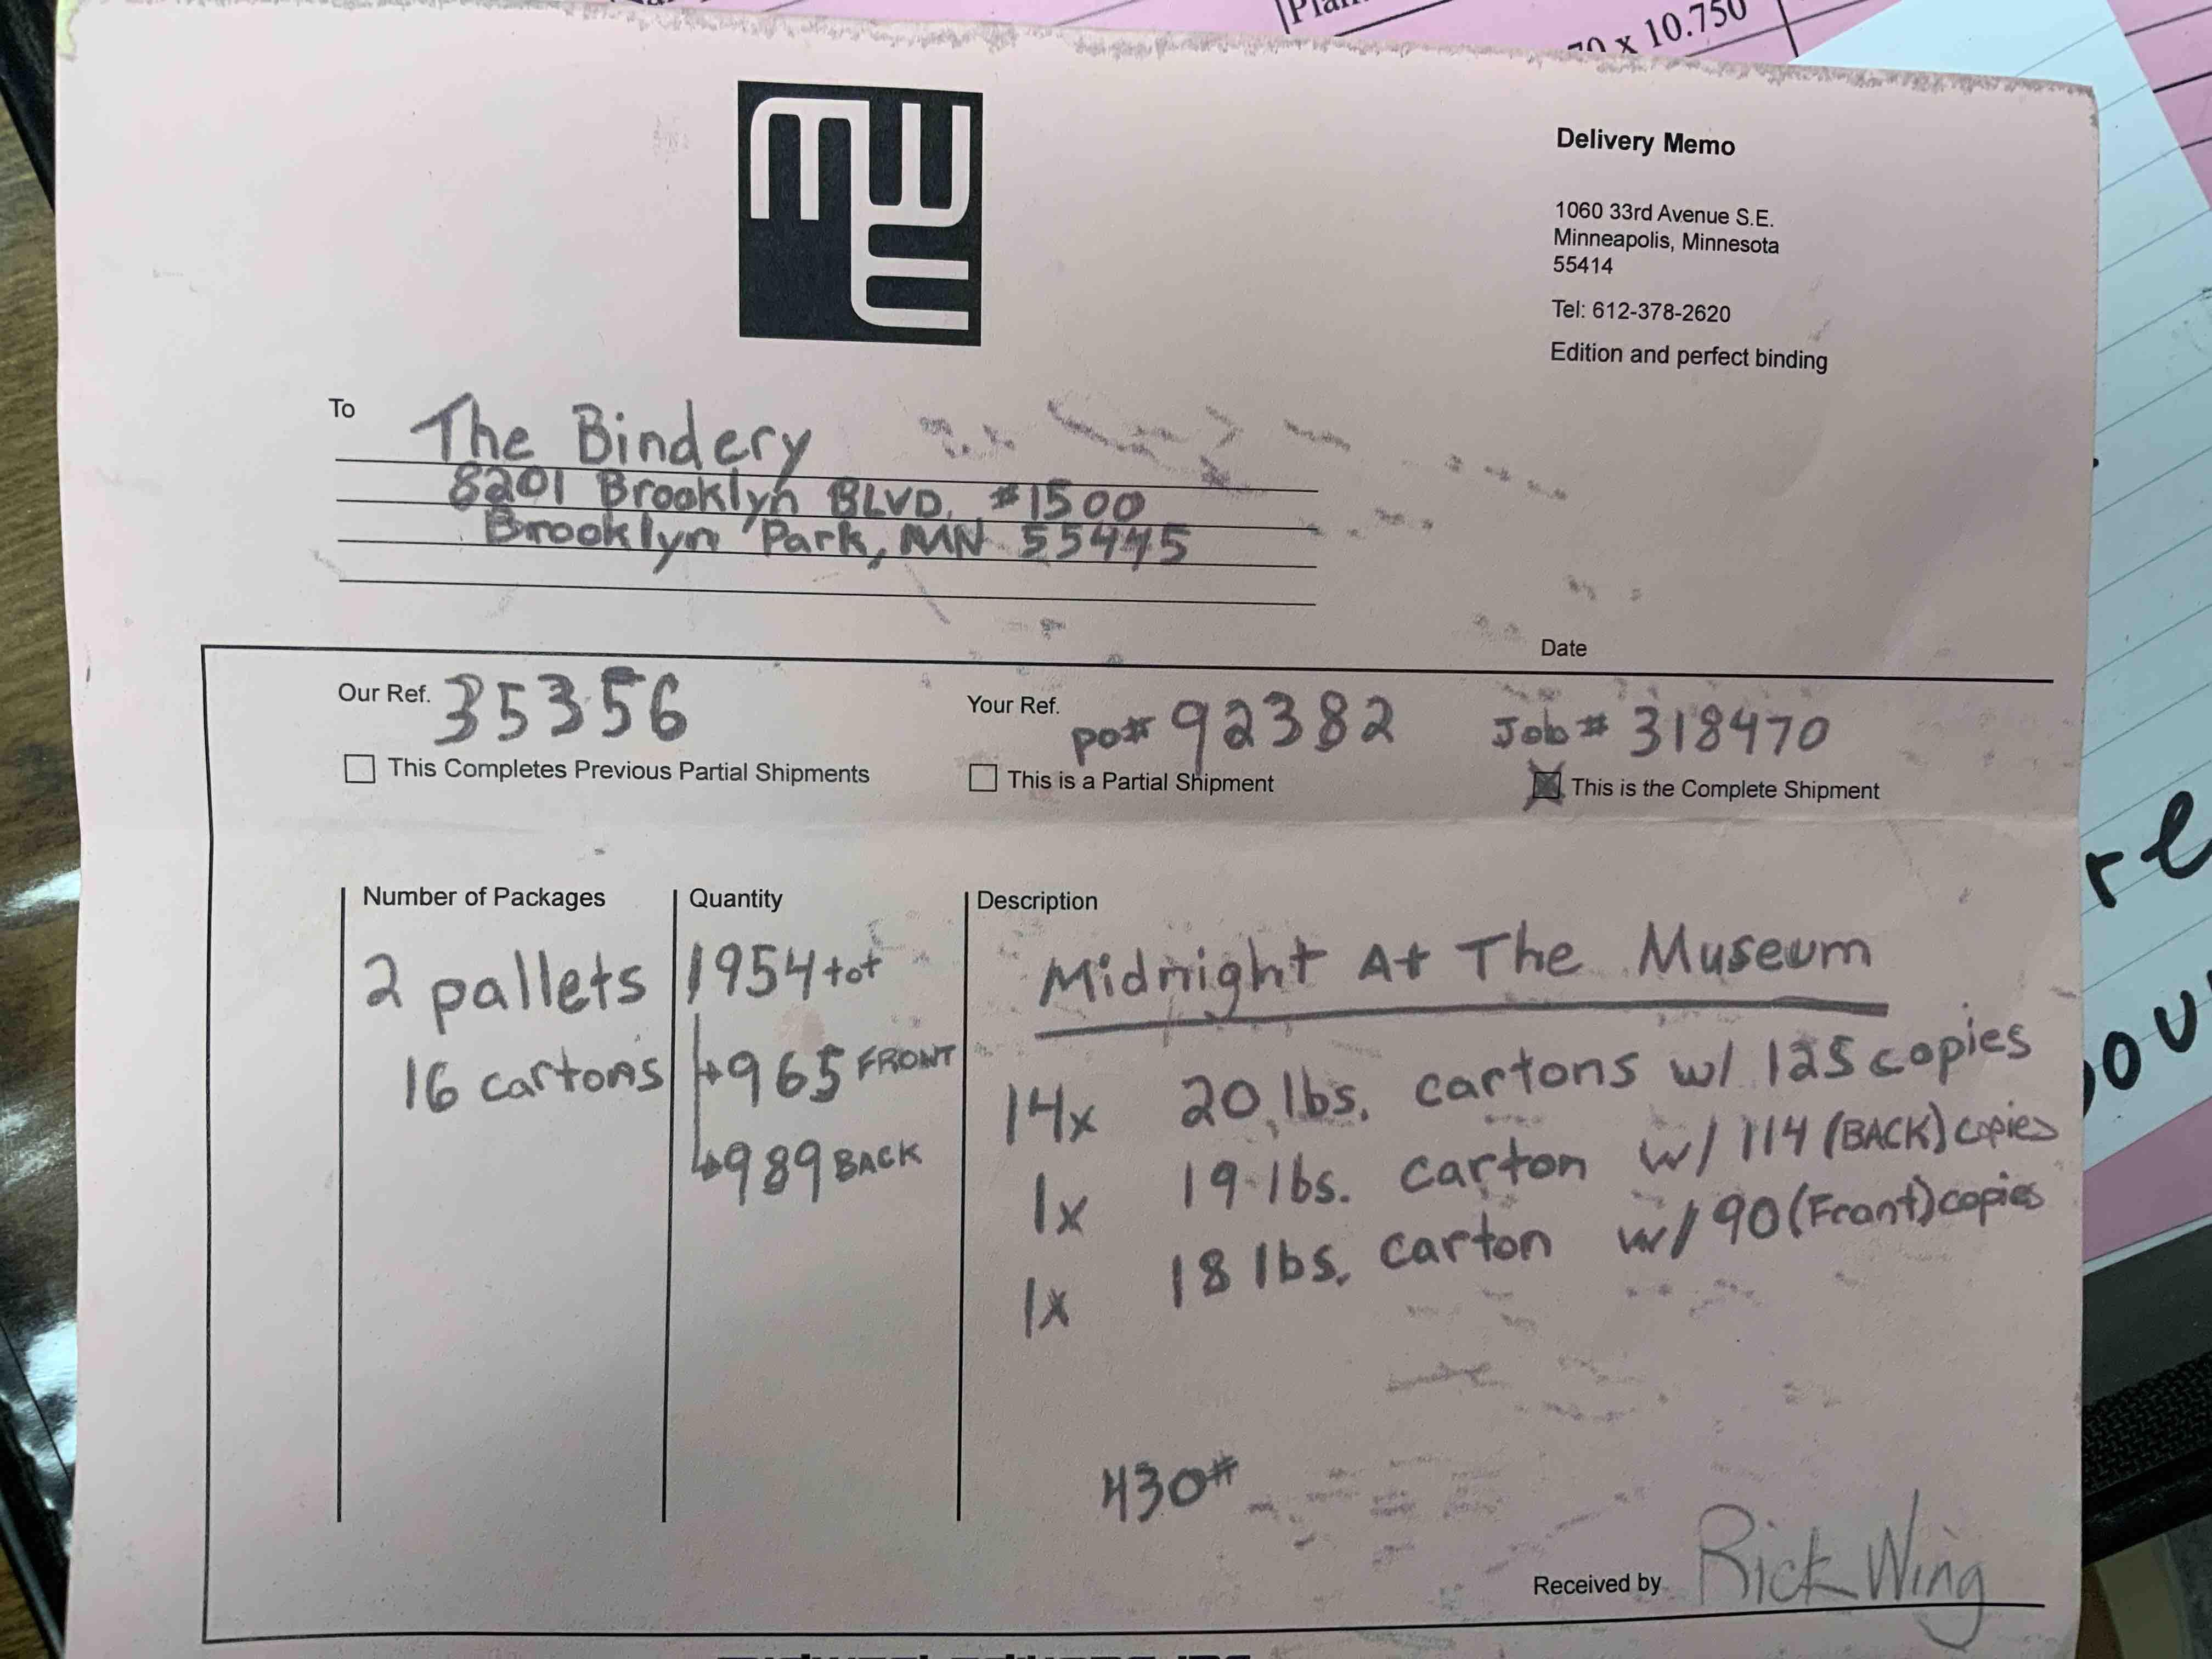 x 10.750
Delivery Memo
1060 33rd Avenue S.E.
Minneapolis, Minnesota
55414
Tel: 612-378-2620
Edition and perfect binding
To The Bindery
8201 Brooklyn BLVD. #1500
Brooklyn Park, MN 55445
Date
Our Ref. 35356 Your Ref. PO# 92382 Job # 318470
This Completes Previous Partial Shipments This is a Partial Shipment This is the Complete Shipment
Number of Packages Quantity Description
2 pallets 1954 tot Midnight At The Museum
16 cartons 965 FRONT 14x 20 lbs. cartons w/ 125 copies
989 BACK 1x 19 lbs. carton w/ 114 (BACK) copies
1x 18 lbs. carton w/ 90 (Front) copies
430#
Received by Rick Wing